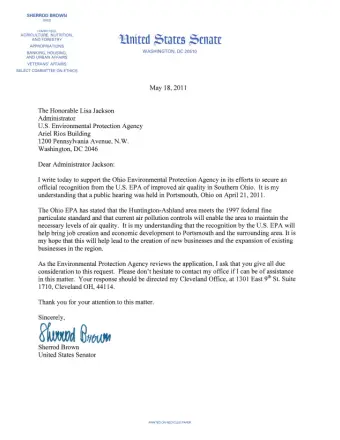 SHERROD BROWN
OHIO
COMMITTEES:
AGRICULTURE, NUTRITION,
AND FORESTRY
APPROPRIATIONS
BANKING, HOUSING,
AND URBAN AFFAIRS
VETERANS' AFFAIRS
SELECT COMMITTEE ON ETHICS
United States Senate
WASHINGTON, DC 20510
May 18, 2011
The Honorable Lisa Jackson
Administrator
U.S. Environmental Protection Agency
Ariel Rios Building
1200 Pennsylvania Avenue, N.W.
Washington, DC 2046
Dear Administrator Jackson:
I write today to support the Ohio Environmental Protection Agency in its efforts to secure an
official recognition from the U.S. EPA of improved air quality in Southern Ohio. It is my
understanding that a public hearing was held in Portsmouth, Ohio on April 21, 2011.
The Ohio EPA has stated that the Huntington-Ashland area meets the 1997 federal fine
particulate standard and that current air pollution controls will enable the area to maintain the
necessary levels of air quality. It is my understanding that the recognition by the U.S. EPA will
help bring job creation and economic development to Portsmouth and the surrounding area. It is
my hope that this will help lead to the creation of new businesses and the expansion of existing
businesses in the region.
As the Environmental Protection Agency reviews the application, I ask that you give all due
consideration to this request. Please don't hesitate to contact my office if I can be of assistance
in this matter. Your response should be directed my Cleveland Office, at 1301 East 9th St. Suite
1710, Cleveland OH, 44114.
Thank you for your attention to this matter.
Sincerely,
Sherrod Brown
Sherrod Brown
United States Senator
PRINTED ON RECYCLED PAPER